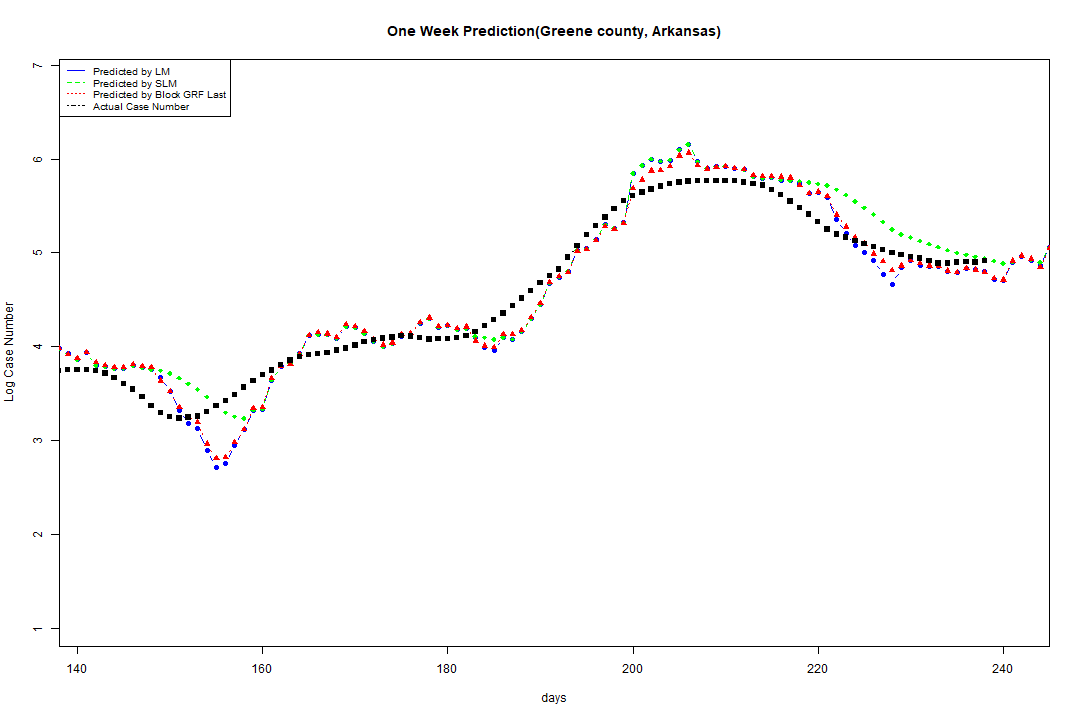 One Week Prediction(Greene county, Arkansas)
Predicted by LM
Predicted by SLM
Predicted by Block GRF Last
Actual Case Number
7
6
5
4
3
2
1
Log Case Number
140 160 180 200 220 240
days